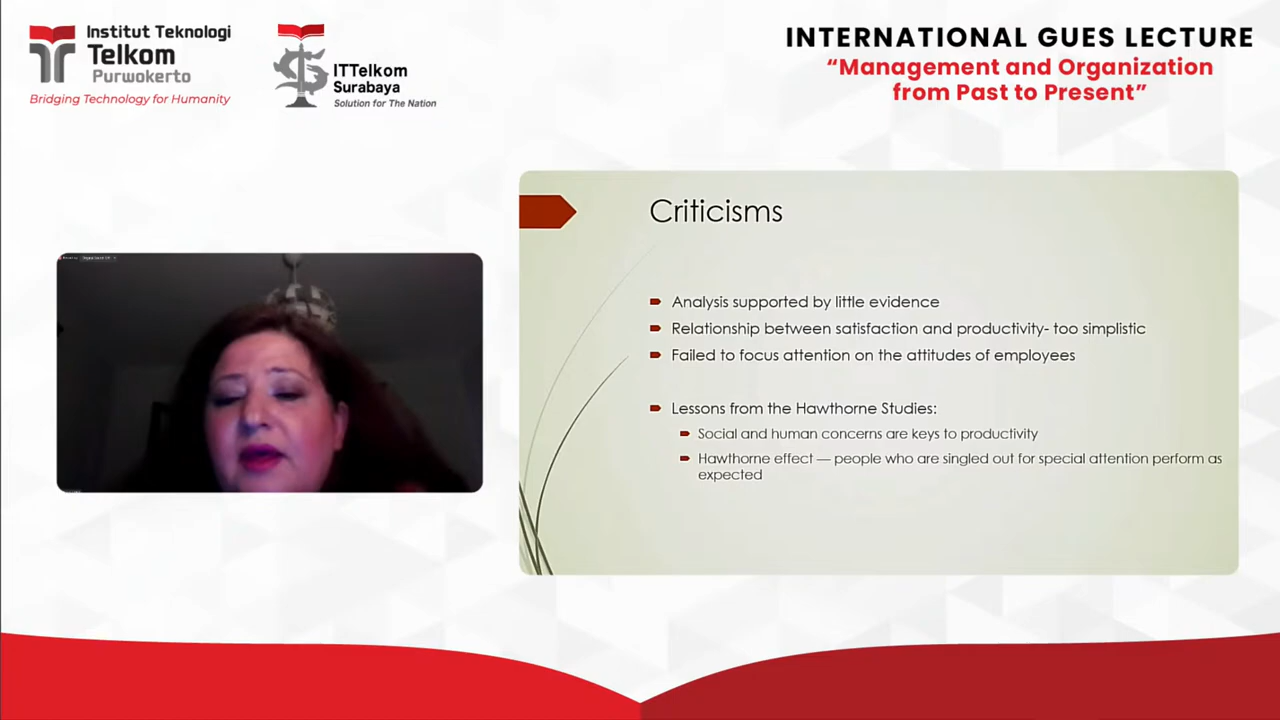 Institut Teknologi
Telkom
Purwokerto
Bridging Technology for Humanity
ITTelkom
Surabaya
Solution for The Nation
INTERNATIONAL GUES LECTURE
“Management and Organization
from Past to Present”
Criticisms
Analysis supported by little evidence
Relationship between satisfaction and productivity- too simplistic
Failed to focus attention on the attitudes of employees
Lessons from the Hawthorne Studies:
Social and human concerns are keys to productivity
Hawthorne effect — people who are singled out for special attention perform as
expected